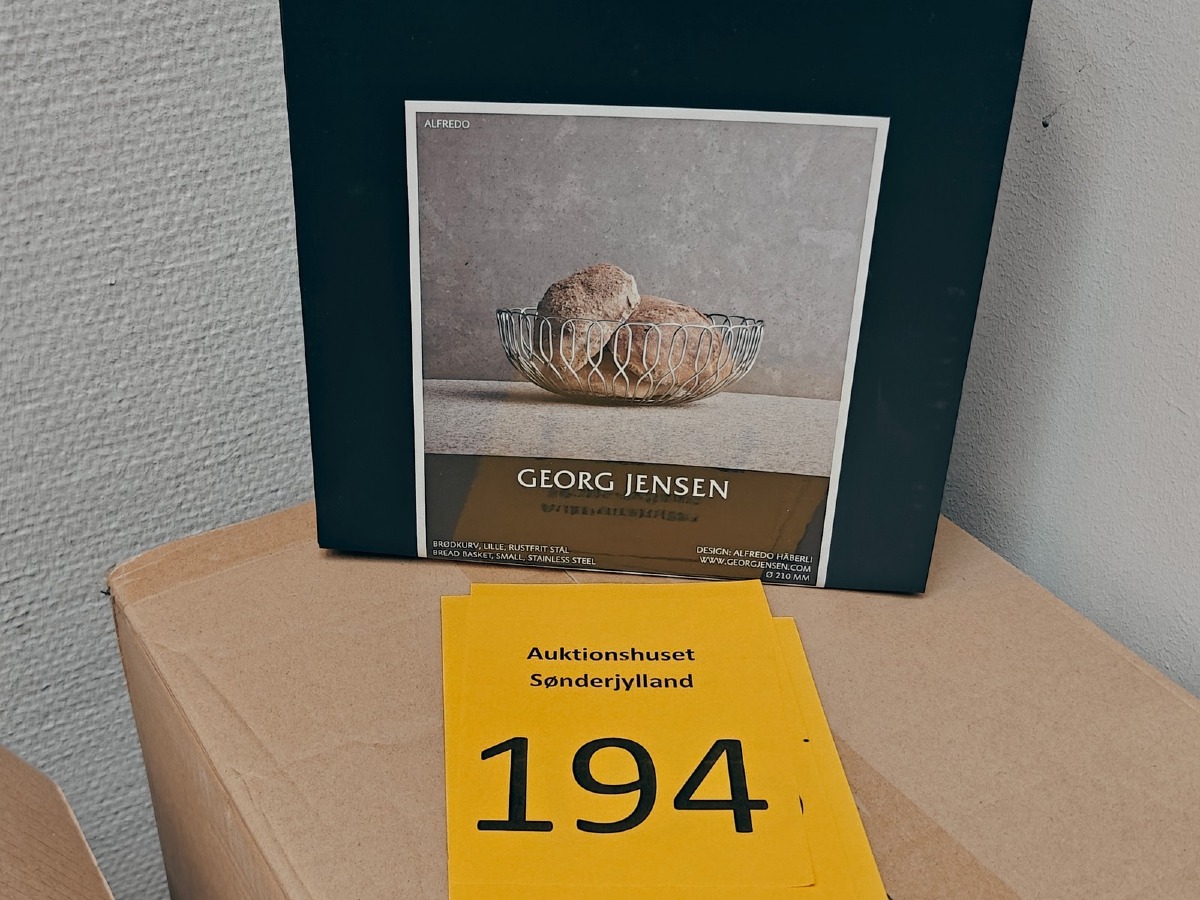 ALFREDO
GEORG JENSEN
BRØDKURV, LILLE, RUSTFRIT STÅL
BREAD BASKET, SMALL, STAINLESS STEEL
DESIGN: ALFREDO HÄBERLI
WWW.GEORGJENSEN.COM
Ø 210 MM
Auktionshuset
Sønderjylland
194